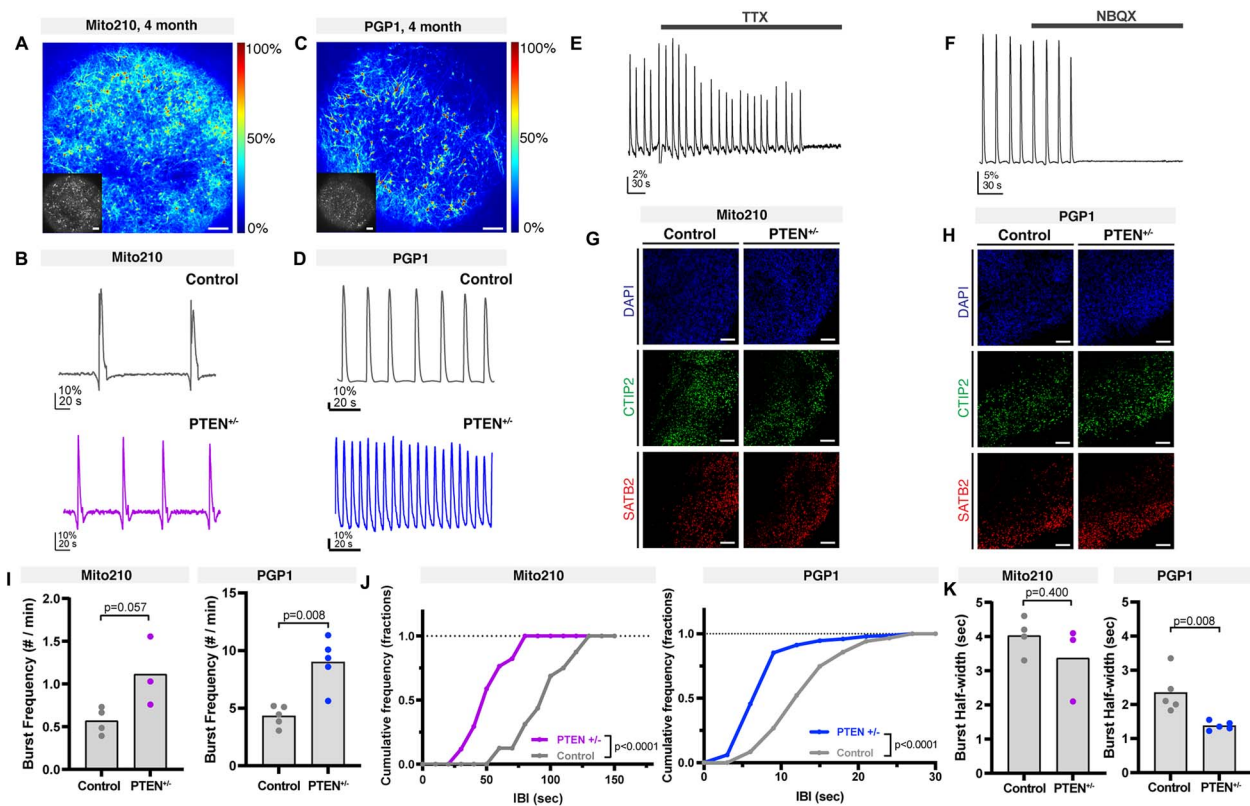 Mito210, 4 month
PGP1, 4 month
TTX
NBQX
A
100%
50%
0%
C
100%
50%
0%
E
2%
30 s
F
5%
30 s
B
Mito210
Control
10%
20 s
PTEN+/-
10%
20 s
D
PGP1
Control
10%
20 s
PTEN+/-
10%
20 s
G
Mito210
Control
PTEN+/-
DAPI
CTIP2
SATB2
H
PGP1
Control
PTEN+/-
DAPI
CTIP2
SATB2
I
Mito210
Burst Frequency (# / min)
2.0
1.5
1.0
0.5
0.0
p=0.057
Control
PTEN+/-
PGP1
Burst Frequency (# / min)
15
10
5
0
p=0.008
Control
PTEN+/-
J
Mito210
Cumulative frequency (fractions)
1.0
0.5
0.0
0
50
100
150
IBI (sec)
PTEN +/-
Control
p<0.0001
PGP1
Cumulative frequency (fractions)
1.0
0.5
0.0
0
10
20
30
IBI (sec)
PTEN +/-
Control
p<0.0001
K
Mito210
Burst Half-width (sec)
5
4
3
2
1
0
p=0.400
Control
PTEN+/-
PGP1
Burst Half-width (sec)
5
4
3
2
1
0
p=0.008
Control
PTEN+/-